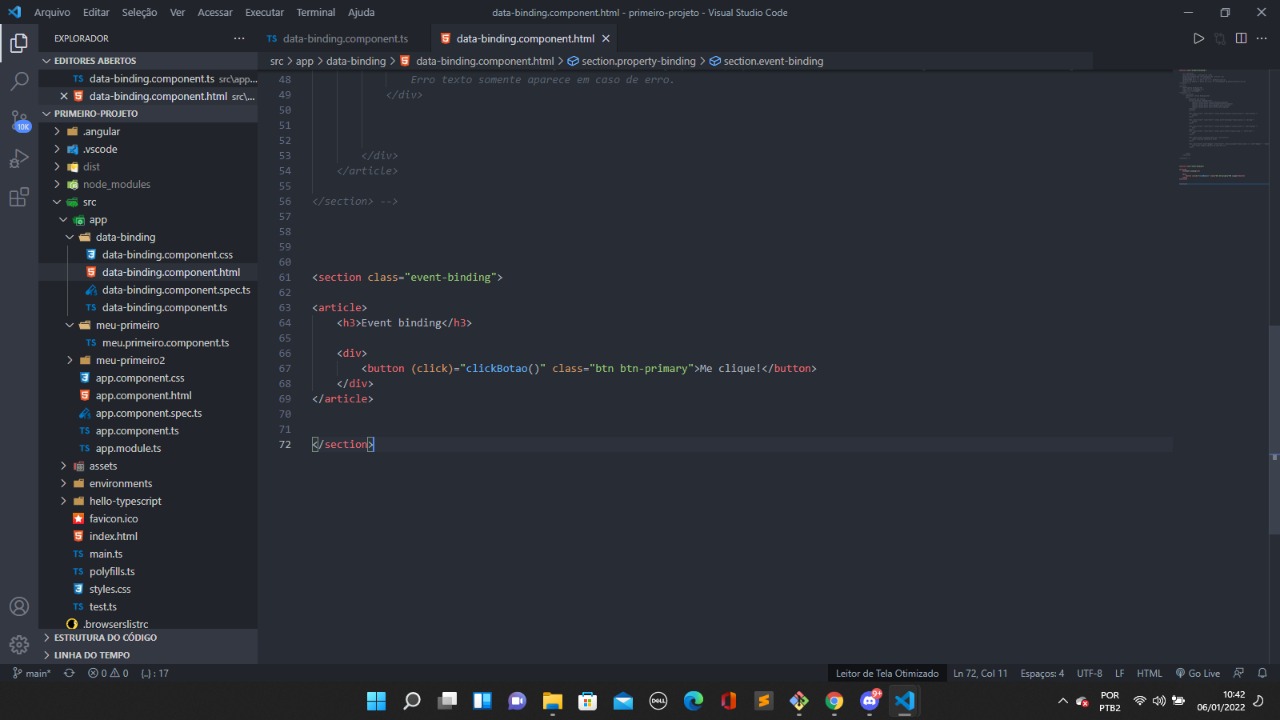 Arquivo Editar Seleção Ver Acessar Executar Terminal Ajuda
data-binding.component.html - primeiro-projeto - Visual Studio Code
EXPLORADOR
EDITORES ABERTOS
data-binding.component.ts src\app...
data-binding.component.html src\...
PRIMEIRO-PROJETO
.angular
.vscode
dist
node_modules
src
app
data-binding
data-binding.component.css
data-binding.component.html
data-binding.component.spec.ts
data-binding.component.ts
meu-primeiro
meu.primeiro.component.ts
meu-primeiro2
app.component.css
app.component.html
app.component.spec.ts
app.component.ts
app.module.ts
assets
environments
hello-typescript
favicon.ico
index.html
main.ts
polyfills.ts
styles.css
test.ts
.browserslistrc
ESTRUTURA DO CÓDIGO
LINHA DO TEMPO
10K
data-binding.component.ts
data-binding.component.html
src > app > data-binding > data-binding.component.html > section.property-binding > section.event-binding
48 Erro texto somente aparece em caso de erro.
49 </div>
50
51
52
53 </div>
54 </article>
55
56 </section> -->
57
58
59
60
61 <section class="event-binding">
62
63 <article>
64 <h3>Event binding</h3>
65
66 <div>
67 <button (click)="clickBotao()" class="btn btn-primary">Me clique!</button>
68 </div>
69 </article>
70
71
72 </section>
main* 0 0 {..} : 17
Leitor de Tela Otimizado Ln 72, Col 11 Espaços: 4 UTF-8 LF HTML Go Live
DELL
POR
PTB2
10:42
06/01/2022